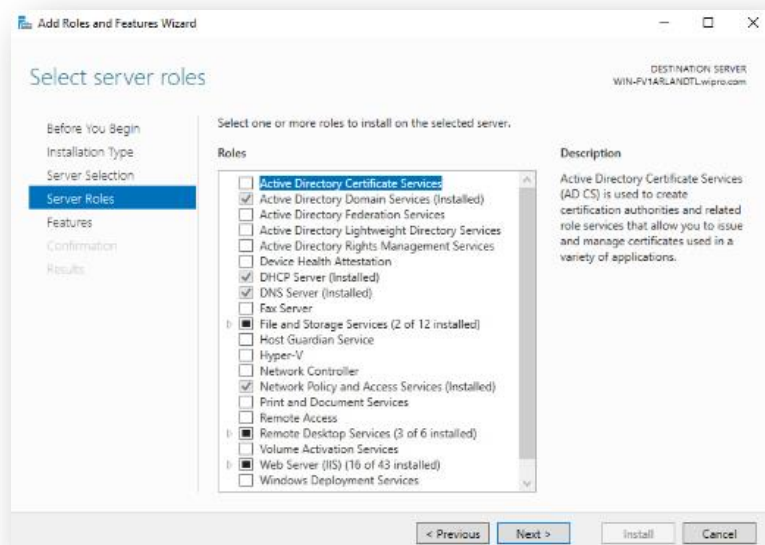 Add Roles and Features Wizard
Select server roles
DESTINATION SERVER
WIN-FV1ARLANDTL.wipro.com
Before You Begin
Installation Type
Server Selection
Server Roles
Features
Confirmation
Results
Select one or more roles to install on the selected server.
Roles
Active Directory Certificate Services
Active Directory Domain Services (Installed)
Active Directory Federation Services
Active Directory Lightweight Directory Services
Active Directory Rights Management Services
Device Health Attestation
DHCP Server (Installed)
DNS Server (Installed)
Fax Server
File and Storage Services (2 of 12 installed)
Host Guardian Service
Hyper-V
Network Controller
Network Policy and Access Services (Installed)
Print and Document Services
Remote Access
Remote Desktop Services (3 of 6 installed)
Volume Activation Services
Web Server (IIS) (16 of 43 installed)
Windows Deployment Services
Description
Active Directory Certificate Services
(AD CS) is used to create
certification authorities and related
role services that allow you to issue
and manage certificates used in a
variety of applications.
< Previous
Next >
Install
Cancel